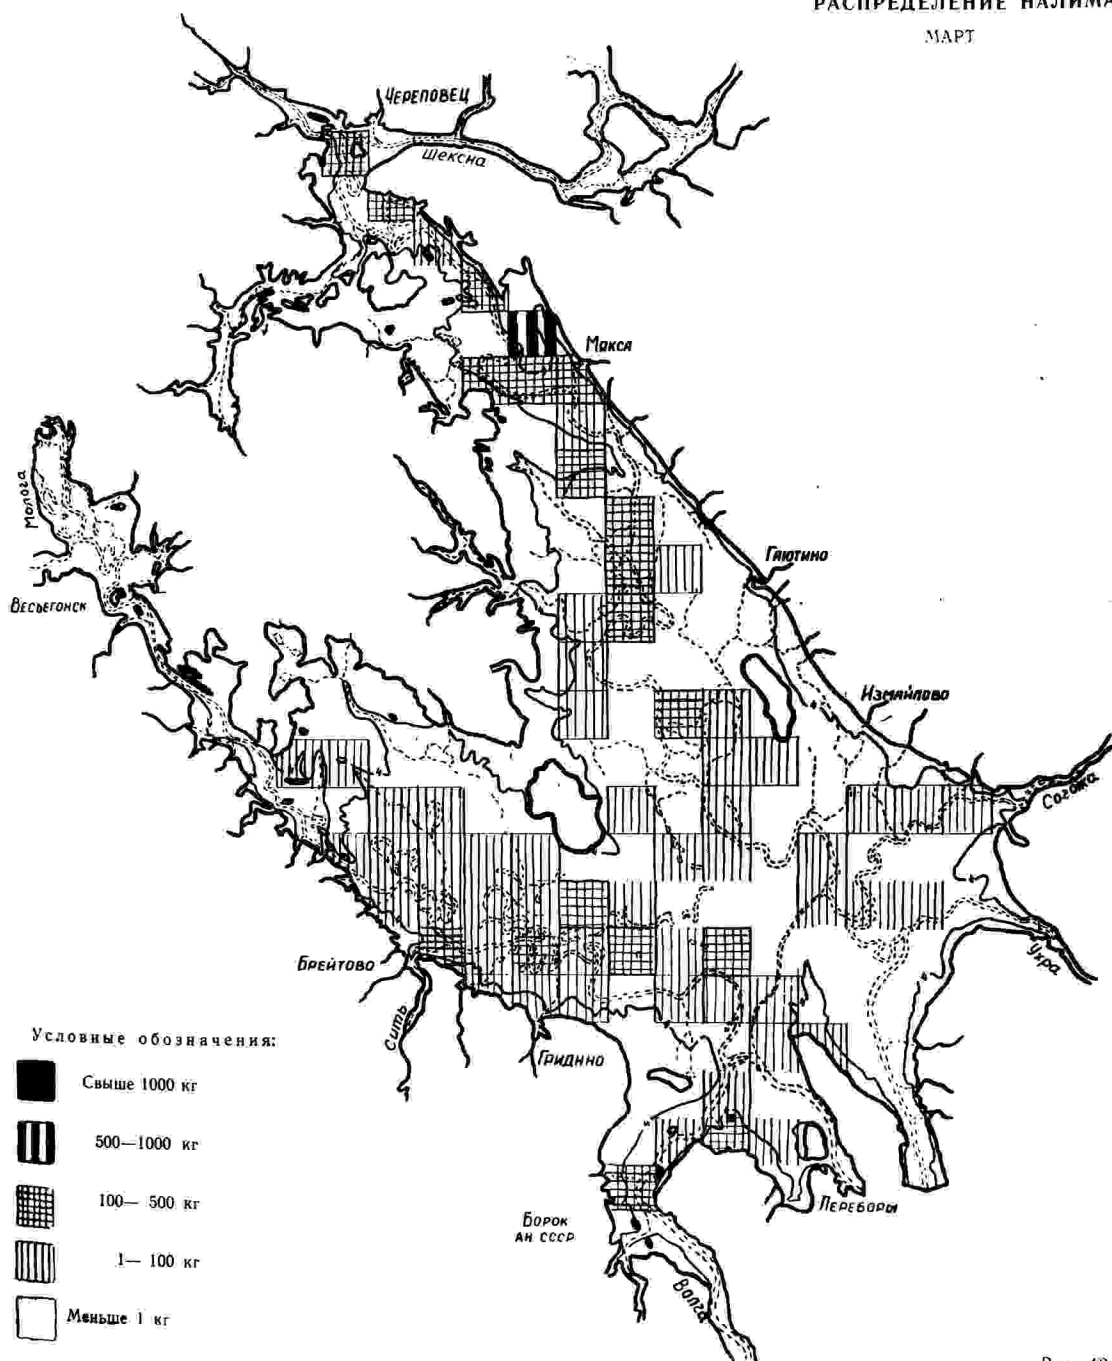 РАСПРЕДЕЛЕНИЕ НАЛИМА
МАРТ
ЧЕРЕПОВЕЦ
Шексна
Мякса
Молога
Гаютино
Весьегонск
Измайлово
Согожа
Брейтово
Ухра
Сить
Гридино
Переборы
Борок
АН СССР
Волга
Условные обозначения:
Свыше 1000 кг
500—1000 кг
100— 500 кг
1— 100 кг
Меньше 1 кг